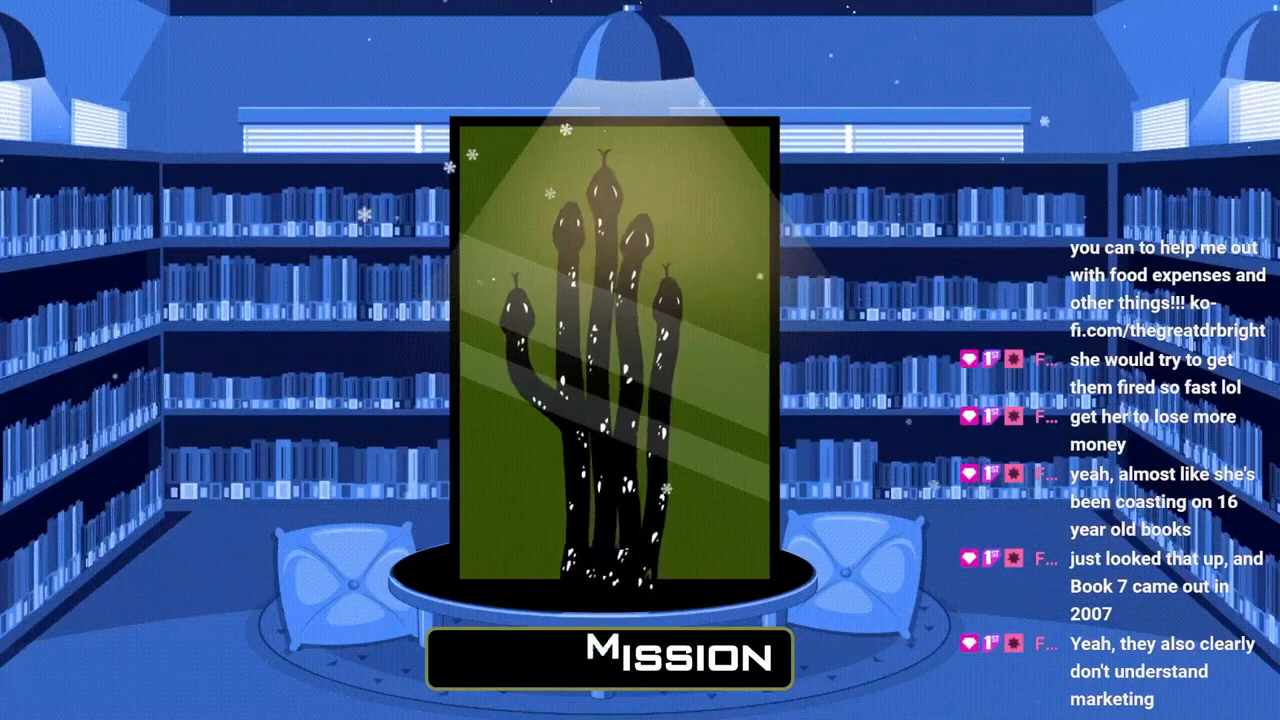 you can to help me out
with food expenses and
other things!!! ko-
fi.com/thegreatdrbright
F... she would try to get
them fired so fast lol
F... get her to lose more
money
F... yeah, almost like she's
been coasting on 16
year old books
F... just looked that up, and
Book 7 came out in
2007
F... Yeah, they also clearly
don't understand
marketing
MISSION